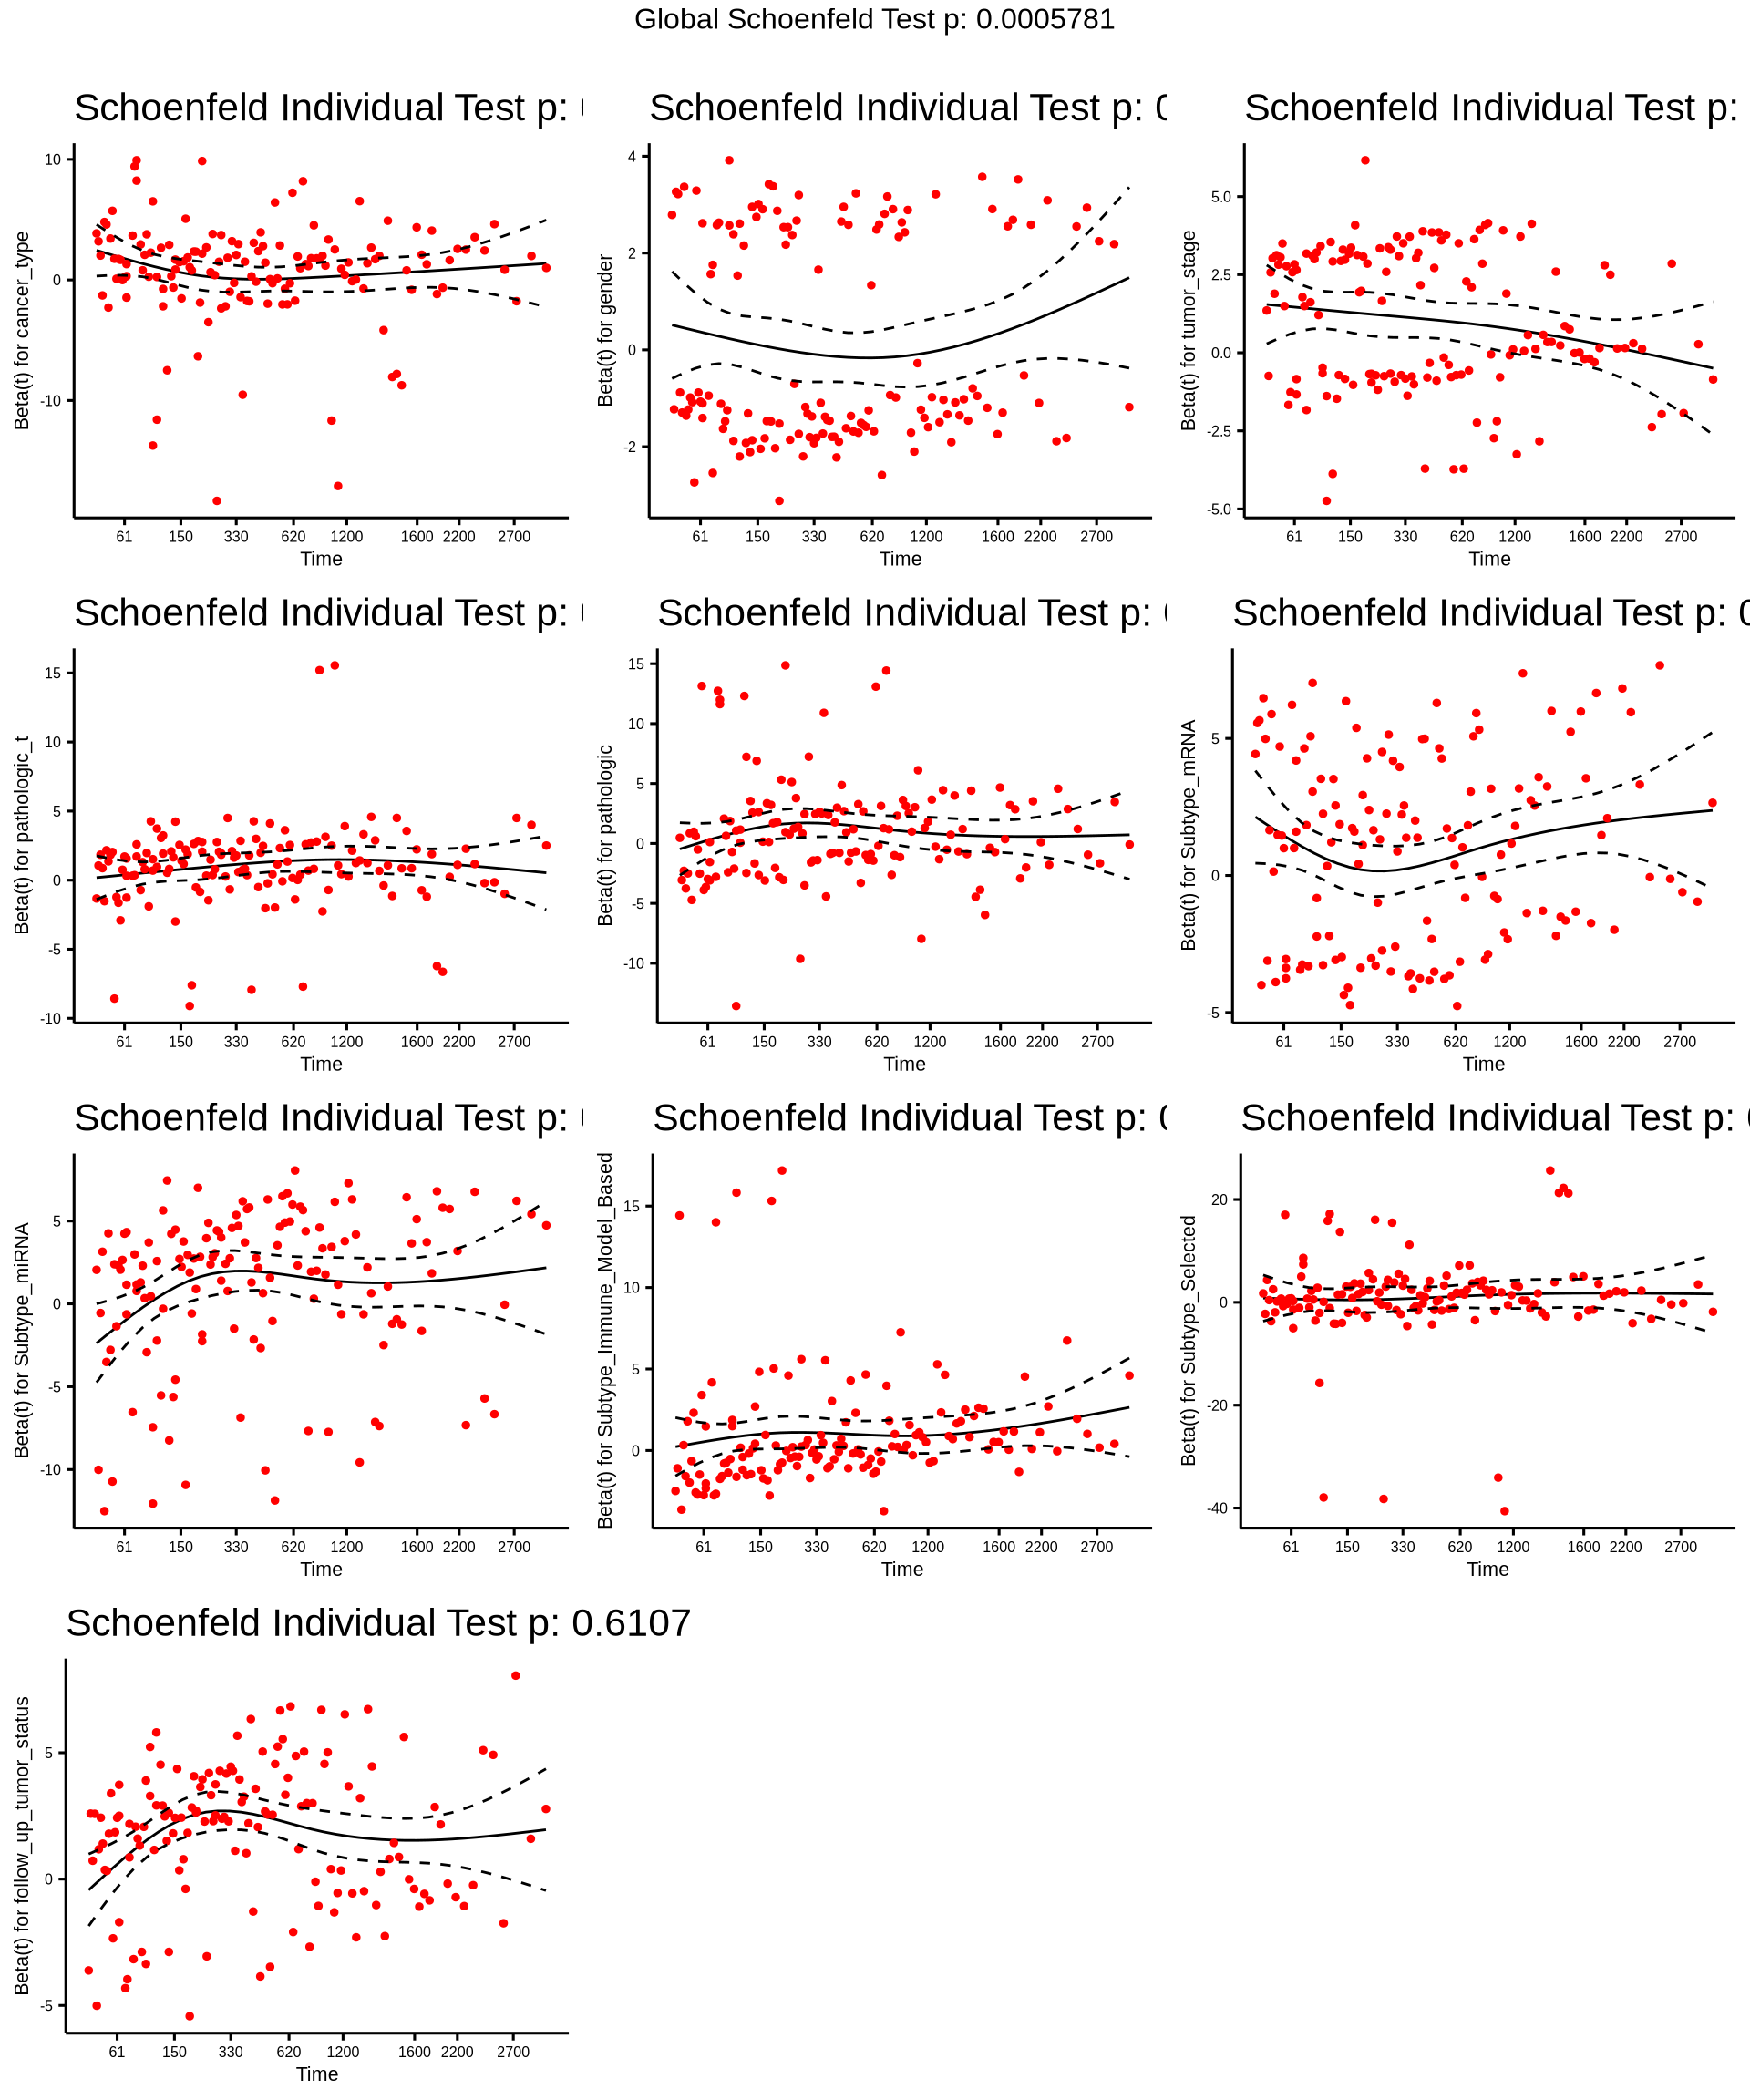 Global Schoenfeld Test p: 0.0005781
Schoenfeld Individual Test p:
Beta(t) for cancer_type
10
0
-10
61 150 330 620 1200 1600 2200 2700
Time
Schoenfeld Individual Test p: 0
Beta(t) for gender
4
2
0
-2
61 150 330 620 1200 1600 2200 2700
Time
Schoenfeld Individual Test p:
Beta(t) for tumor_stage
5.0
2.5
0.0
-2.5
-5.0
61 150 330 620 1200 1600 2200 2700
Time
Schoenfeld Individual Test p:
Beta(t) for pathologic_t
15
10
5
0
-5
-10
61 150 330 620 1200 1600 2200 2700
Time
Schoenfeld Individual Test p:
Beta(t) for pathologic
15
10
5
0
-5
-10
61 150 330 620 1200 1600 2200 2700
Time
Schoenfeld Individual Test p: 0
Beta(t) for Subtype_mRNA
5
0
-5
61 150 330 620 1200 1600 2200 2700
Time
Schoenfeld Individual Test p:
Beta(t) for Subtype_miRNA
5
0
-5
-10
61 150 330 620 1200 1600 2200 2700
Time
Schoenfeld Individual Test p: 0
Beta(t) for Subtype_Immune_Model_Based
15
10
5
0
61 150 330 620 1200 1600 2200 2700
Time
Schoenfeld Individual Test p:
Beta(t) for Subtype_Selected
20
0
-20
-40
61 150 330 620 1200 1600 2200 2700
Time
Schoenfeld Individual Test p: 0.6107
Beta(t) for follow_up_tumor_status
5
0
-5
61 150 330 620 1200 1600 2200 2700
Time